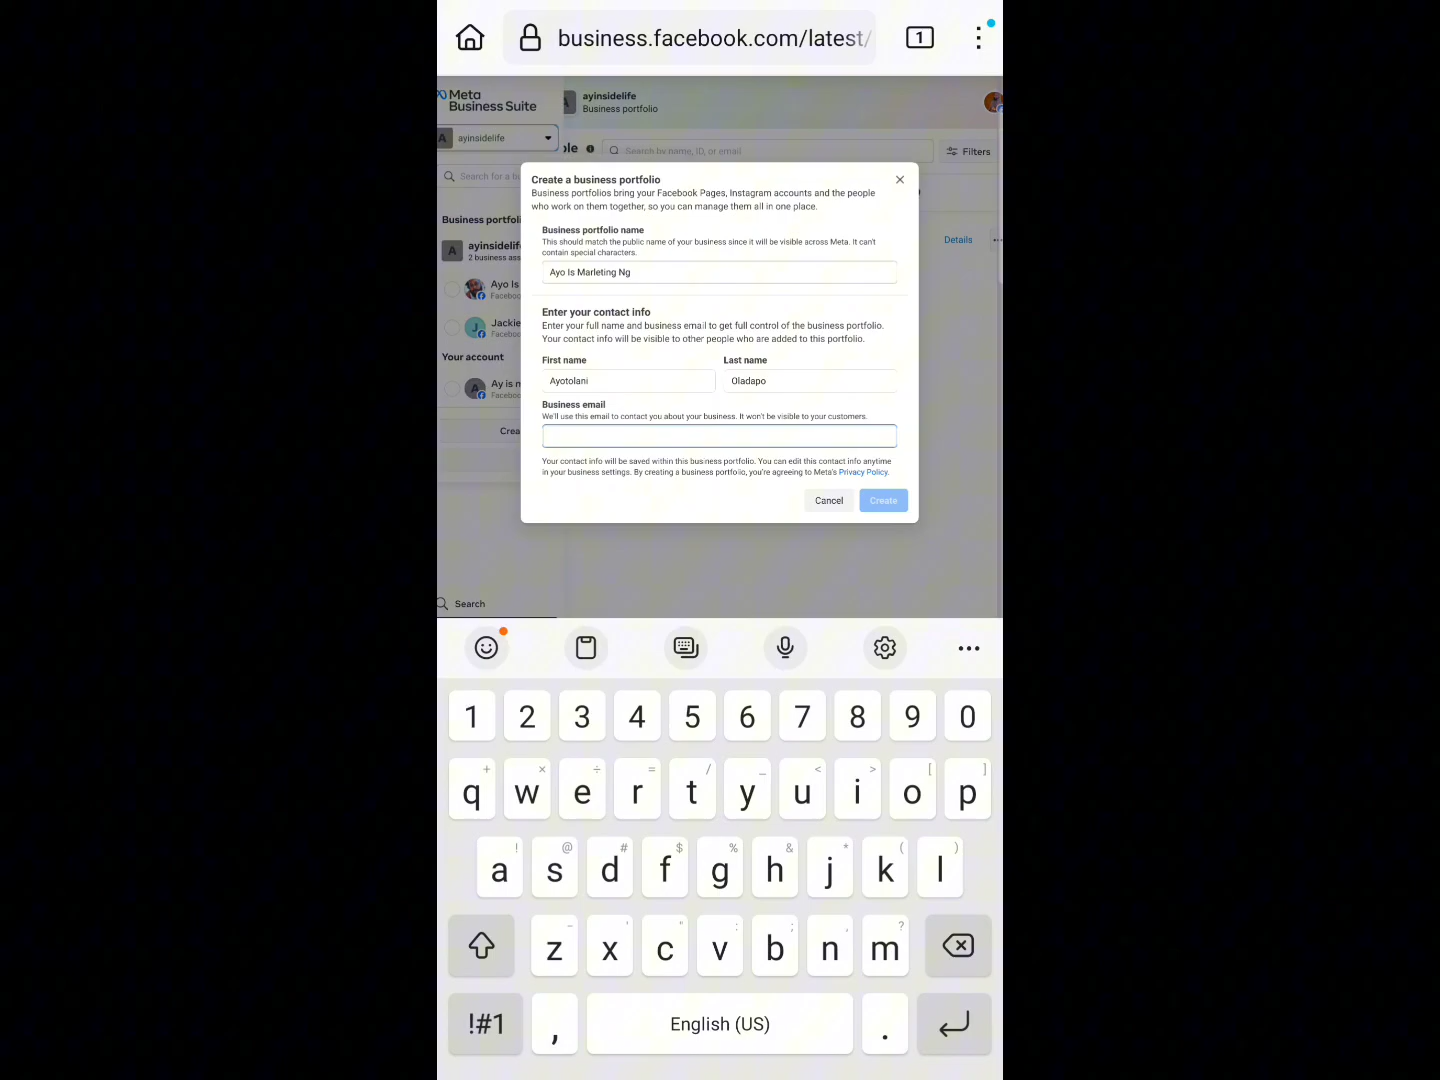 business.facebook.com/latest/
1
Meta
Business Suite
ayinsidelife
Business portfolio
A ayinsidelife
Search by name, ID, or email
Filters
Search for a bu
Create a business portfolio
Business portfolios bring your Facebook Pages, Instagram accounts and the people
who work on them together, so you can manage them all in one place.
Business portfoli
Business portfolio name
This should match the public name of your business since it will be visible across Meta. It can't
contain special characters.
Ayo Is Marleting Ng
A ayinsidelife
2 business ass
Details
Ayo Is
Faceboo
Enter your contact info
Enter your full name and business email to get full control of the business portfolio.
Your contact info will be visible to other people who are added to this portfolio.
J Jackie
Faceboo
Your account
First name
Last name
Ayotolani
Oladapo
A Ay is m
Faceboo
Business email
We'll use this email to contact you about your business. It won't be visible to your customers.
Crea
Your contact info will be saved within this business portfolio. You can edit this contact info anytime
in your business settings. By creating a business portfolio, you're agreeing to Meta's Privacy Policy.
Cancel
Create
Search
1 2 3 4 5 6 7 8 9 0
+ × ÷ = / _ < > [ ]
q w e r t y u i o p
! @ # $ % & * ( )
a s d f g h j k l
- ' " : ; , ?
z x c v b n m
!#1 , English (US) .